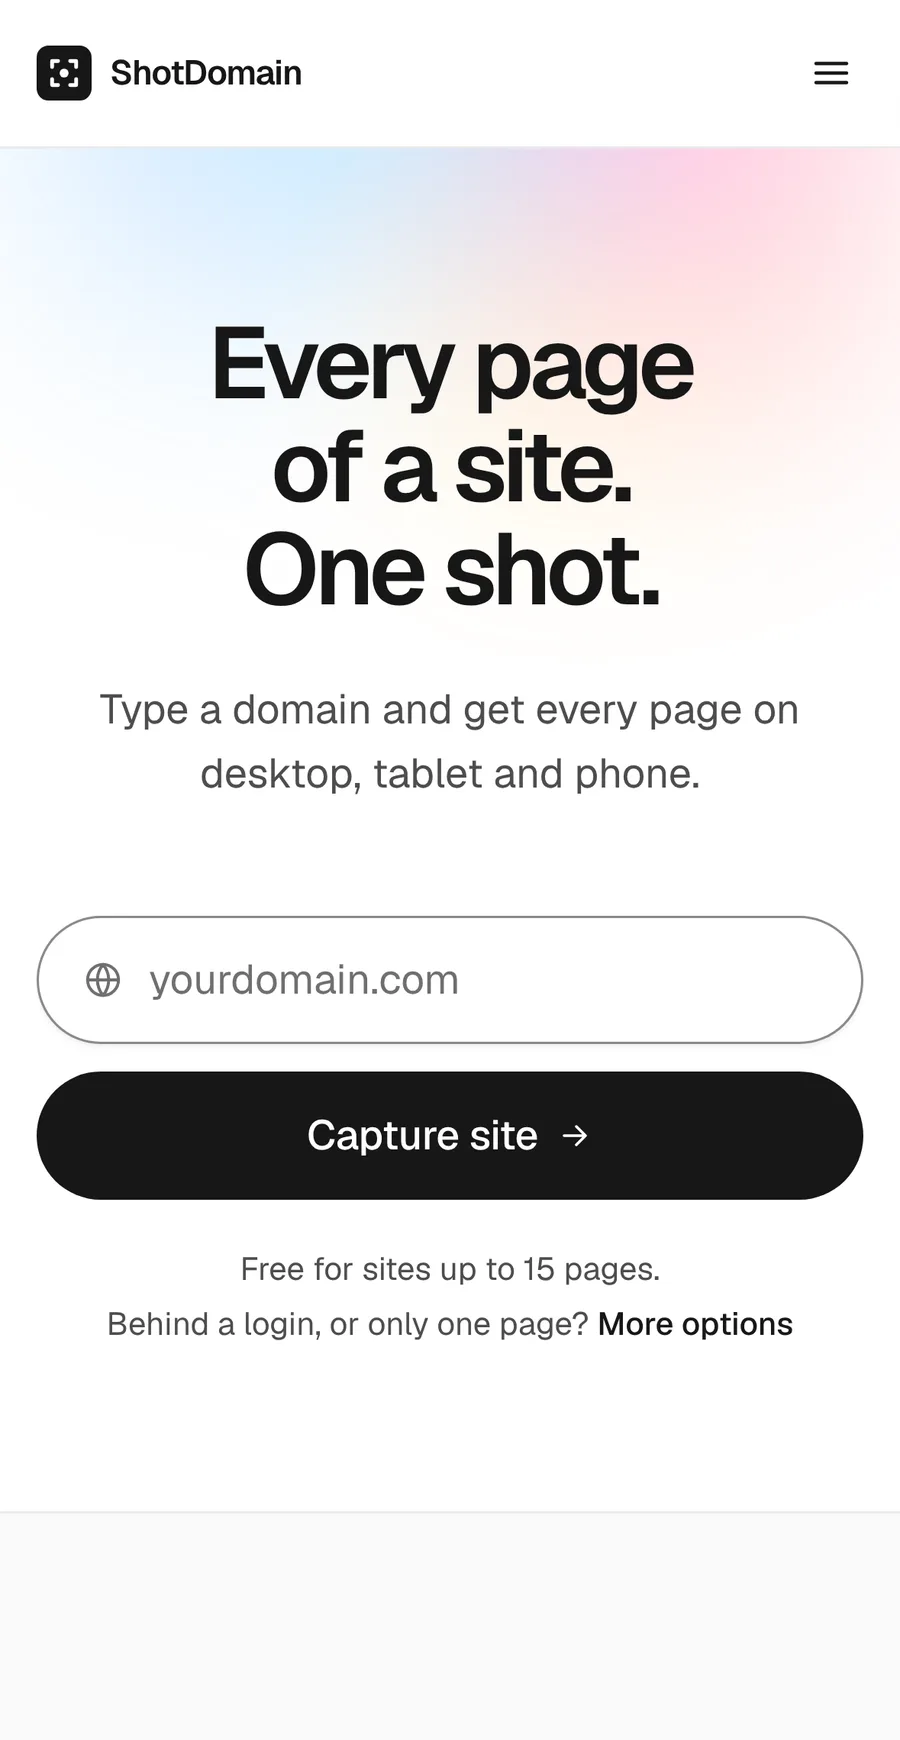 ShotDomain
Every page
of a site.
One shot.
Type a domain and get every page on
desktop, tablet and phone.
yourdomain.com
Capture site →
Free for sites up to 15 pages.
Behind a login, or only one page? More options